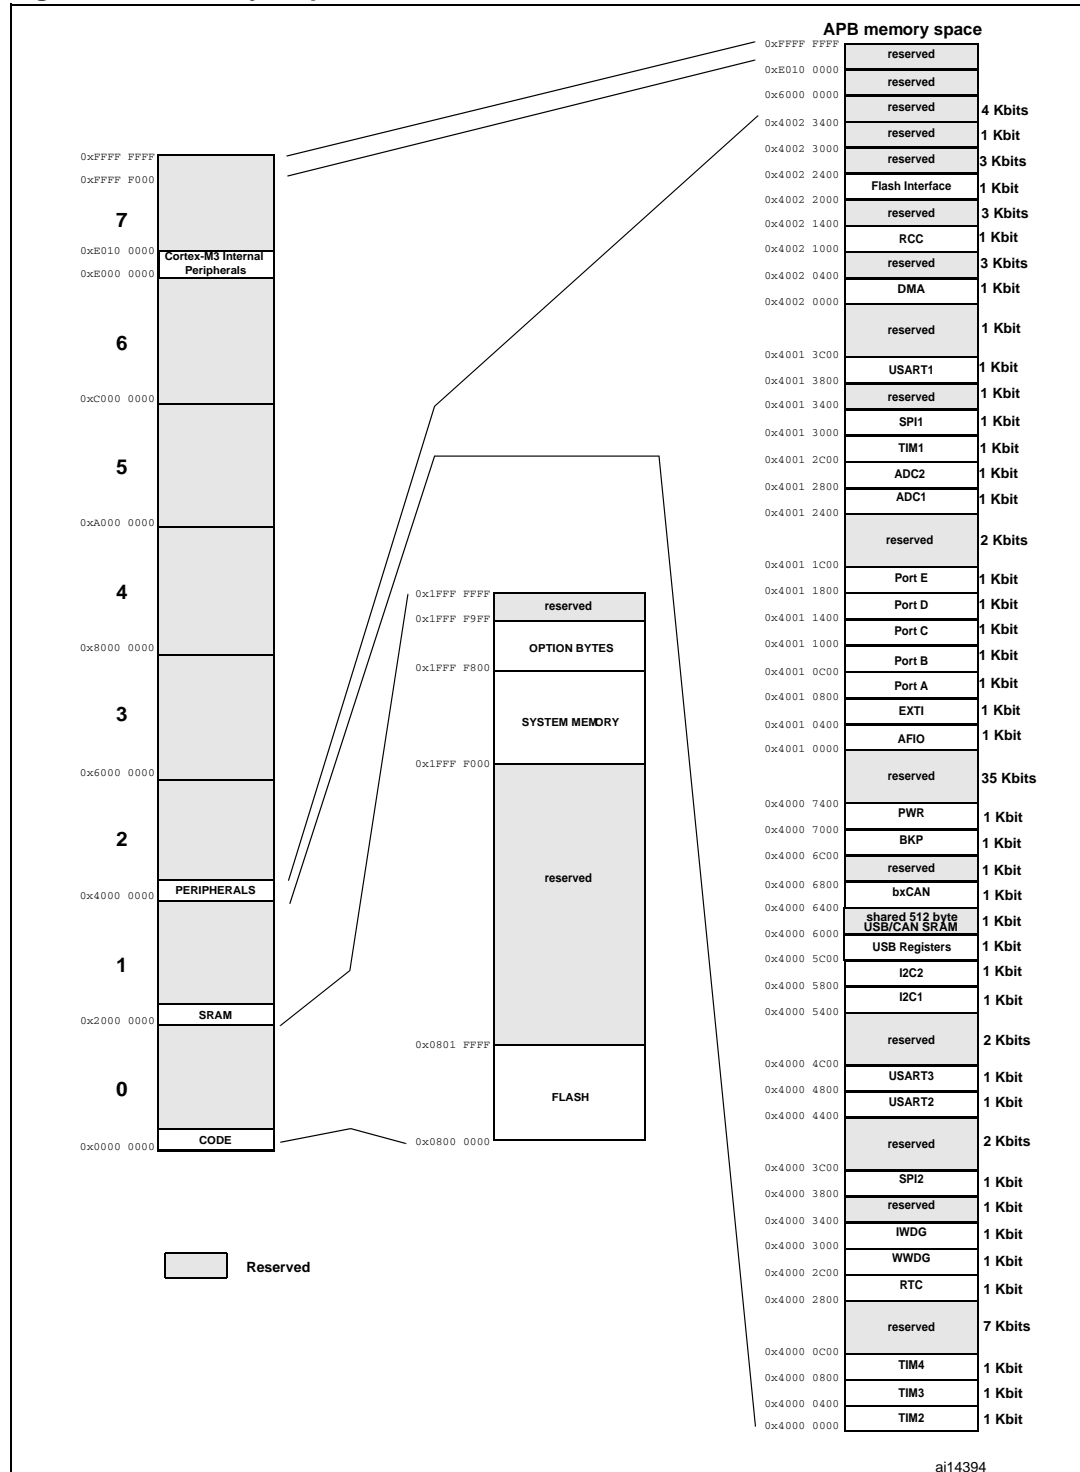 APB memory space
0xFFFF FFFF
reserved
0xE010 0000
reserved
0x6000 0000
reserved
4 Kbits
0x4002 3400
reserved
1 Kbit
0x4002 3000
reserved
3 Kbits
0x4002 2400
Flash Interface
1 Kbit
0x4002 2000
reserved
3 Kbits
0x4002 1400
RCC
1 Kbit
0x4002 1000
reserved
3 Kbits
0x4002 0400
DMA
1 Kbit
0x4002 0000
reserved
1 Kbit
0x4001 3C00
USART1
1 Kbit
0x4001 3800
reserved
1 Kbit
0x4001 3400
SPI1
1 Kbit
0x4001 3000
TIM1
1 Kbit
0x4001 2C00
ADC2
1 Kbit
0x4001 2800
ADC1
1 Kbit
0x4001 2400
reserved
2 Kbits
0x4001 1C00
Port E
1 Kbit
0x4001 1800
Port D
1 Kbit
0x4001 1400
Port C
1 Kbit
0x4001 1000
Port B
1 Kbit
0x4001 0C00
Port A
1 Kbit
0x4001 0800
EXTI
1 Kbit
0x4001 0400
AFIO
1 Kbit
0x4001 0000
reserved
35 Kbits
0x4000 7400
PWR
1 Kbit
0x4000 7000
BKP
1 Kbit
0x4000 6C00
reserved
1 Kbit
0x4000 6800
bxCAN
1 Kbit
0x4000 6400
shared 512 byte
USB/CAN SRAM
1 Kbit
0x4000 6000
USB Registers
1 Kbit
0x4000 5C00
I2C2
1 Kbit
0x4000 5800
I2C1
1 Kbit
0x4000 5400
reserved
2 Kbits
0x4000 4C00
USART3
1 Kbit
0x4000 4800
USART2
1 Kbit
0x4000 4400
reserved
2 Kbits
0x4000 3C00
SPI2
1 Kbit
0x4000 3800
reserved
1 Kbit
0x4000 3400
IWDG
1 Kbit
0x4000 3000
WWDG
1 Kbit
0x4000 2C00
RTC
1 Kbit
0x4000 2800
reserved
7 Kbits
0x4000 0C00
TIM4
1 Kbit
0x4000 0800
TIM3
1 Kbit
0x4000 0400
TIM2
1 Kbit
0x4000 0000
0xFFFF FFFF
0xFFFF F000
7
0xE010 0000
Cortex-M3 Internal
Peripherals
0xE000 0000
6
0xC000 0000
5
0xA000 0000
4
0x8000 0000
3
0x6000 0000
2
PERIPHERALS
0x4000 0000
1
SRAM
0x2000 0000
0
CODE
0x0000 0000
0x1FFF FFFF
reserved
0x1FFF F9FF
OPTION BYTES
0x1FFF F800
SYSTEM MEMORY
0x1FFF F000
reserved
0x0801 FFFF
FLASH
0x0800 0000
Reserved
ai14394